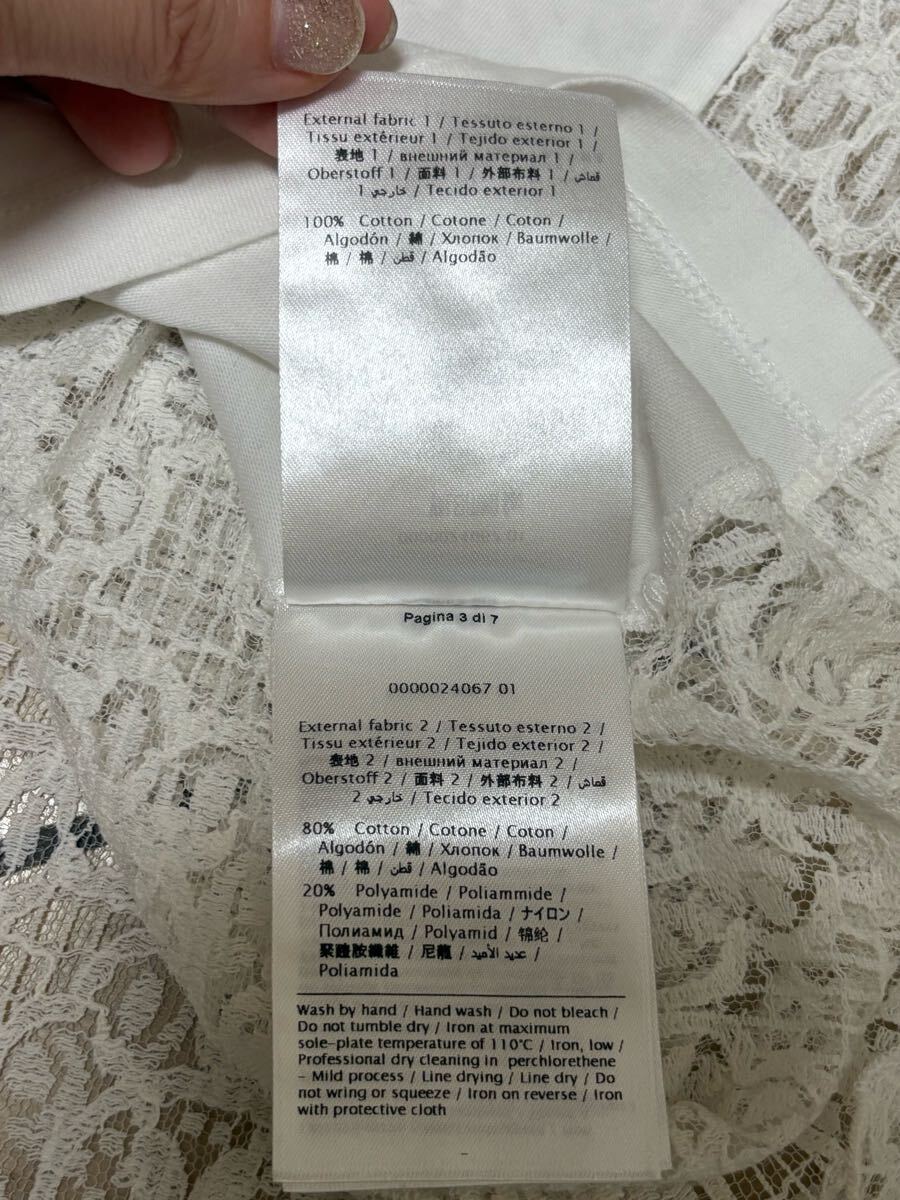 External fabric 1 / Tessuto esterno 1 /
Tissu extérieur 1 / Tejido exterior 1 /
表地 1 / внешний материал 1 /
Oberstoff 1 / 面料 1 / 外部布料 1 / قماش
خارجي 1 / Tecido exterior 1
100% Cotton / Cotone / Coton /
Algodón / 綿 / Хлопок / Baumwolle /
棉 / 棉 / قطن / Algodão
Pagina 3 di 7
0000024067 01
External fabric 2 / Tessuto esterno 2 /
Tissu extérieur 2 / Tejido exterior 2 /
表地 2 / внешний материал 2 /
Oberstoff 2 / 面料 2 / 外部布料 2 / قماش
خارجي 2 / Tecido exterior 2
80% Cotton / Cotone / Coton /
Algodón / 綿 / Хлопок / Baumwolle /
棉 / 棉 / قطن / Algodão
20% Polyamide / Poliammide /
Polyamide / Poliamida / ナイロン /
Полиамид / Polyamid / 锦纶 /
聚醯胺纖維 / 尼龍 / عديد الأميد /
Poliamida
Wash by hand / Hand wash / Do not bleach /
Do not tumble dry / Iron at maximum
sole-plate temperature of 110°C / Iron, low /
Professional dry cleaning in perchlorethene
- Mild process / Line drying / Line dry / Do
not wring or squeeze / Iron on reverse / Iron
with protective cloth